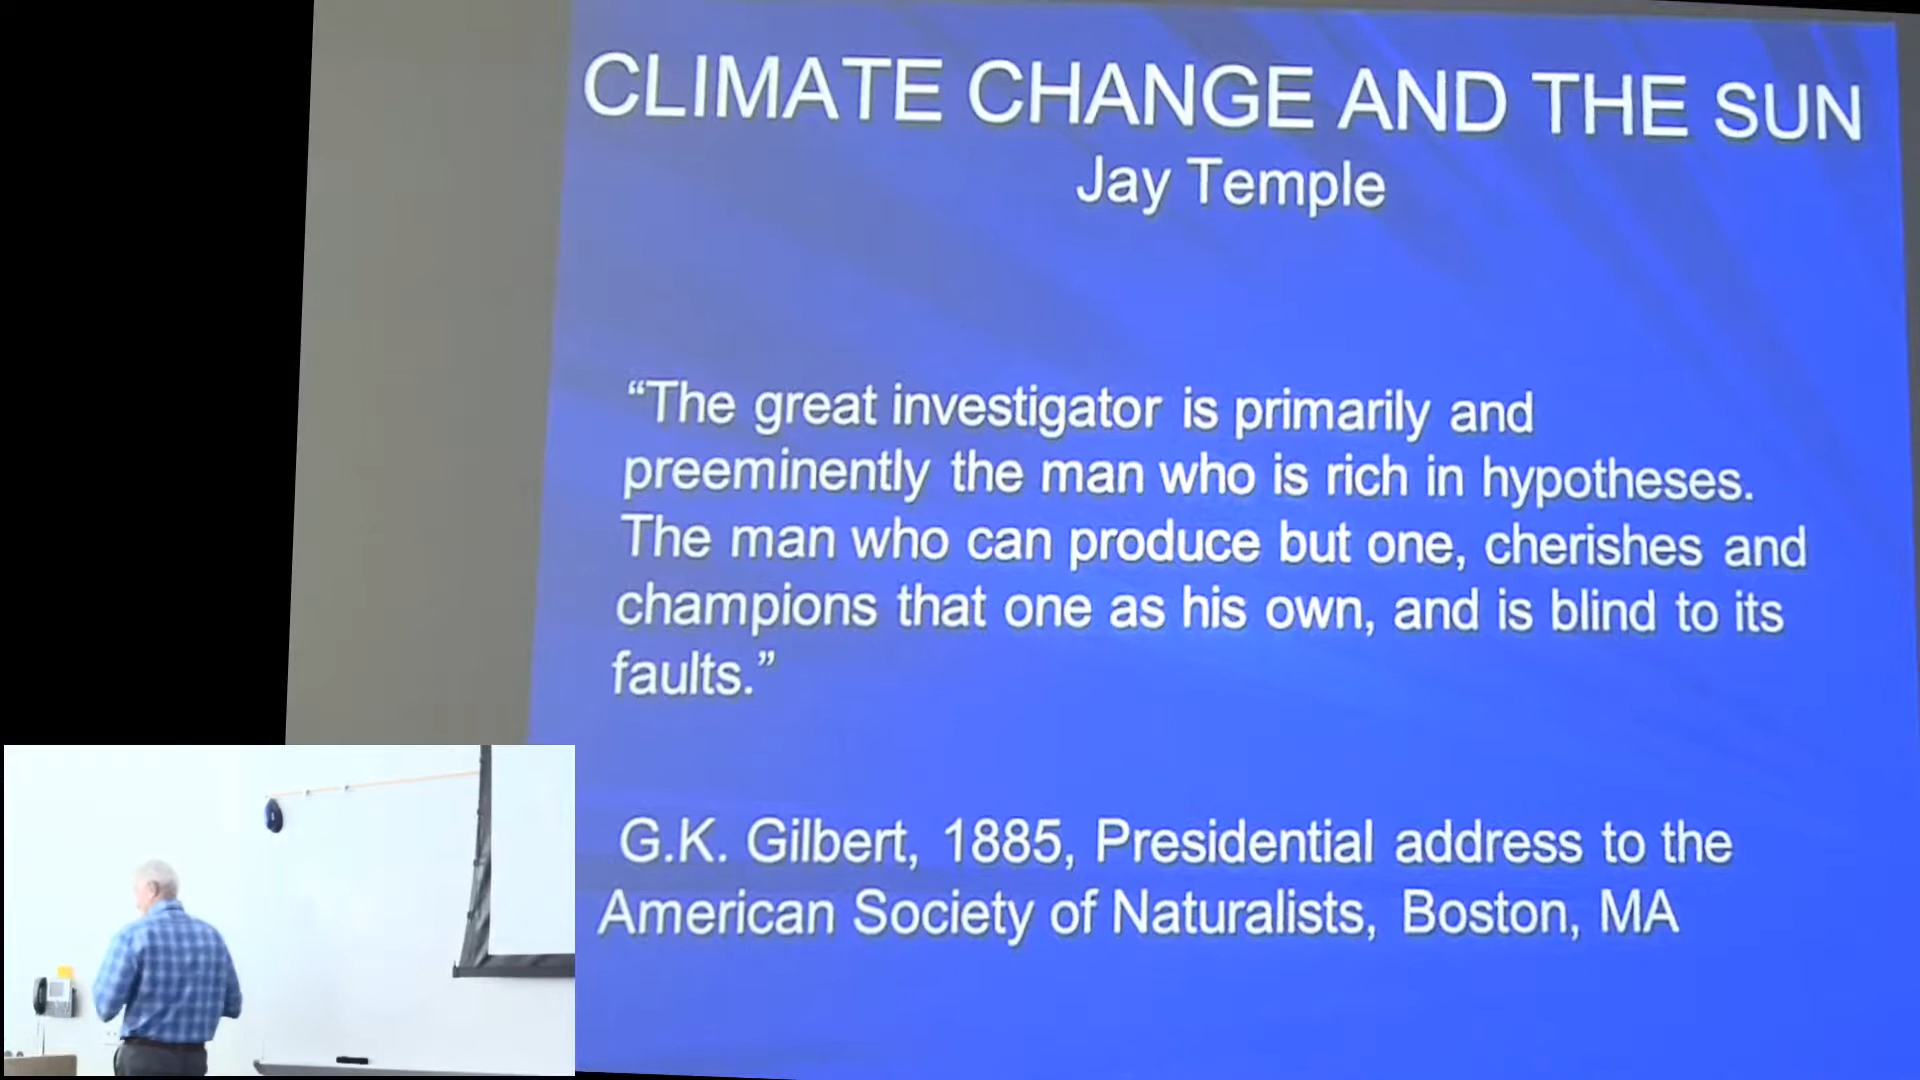 CLIMATE CHANGE AND THE SUN
Jay Temple
“The great investigator is primarily and
preeminently the man who is rich in hypotheses.
The man who can produce but one, cherishes and
champions that one as his own, and is blind to its
faults.”
G.K. Gilbert, 1885, Presidential address to the
American Society of Naturalists, Boston, MA